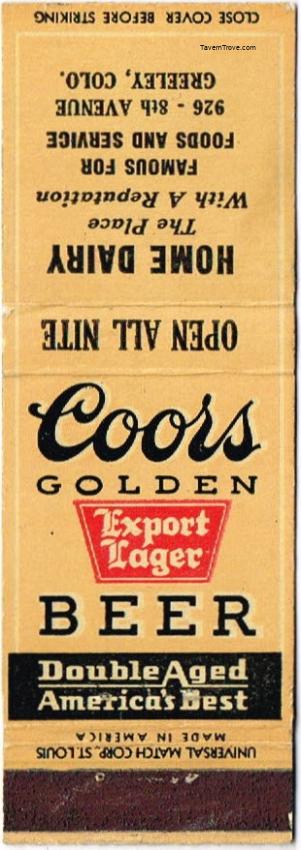 TavernTrove.com
CLOSE COVER BEFORE STRIKING
OPEN ALL NITE
HOME DAIRY
The Place
With A Reputation
FAMOUS FOR
FOODS AND SERVICE
926 - 8th AVENUE
GREELEY, COLO.
Coors
GOLDEN
Export
Lager
BEER
Double Aged
America's Best
MADE IN AMERICA
UNIVERSAL MATCH CORP., ST. LOUIS